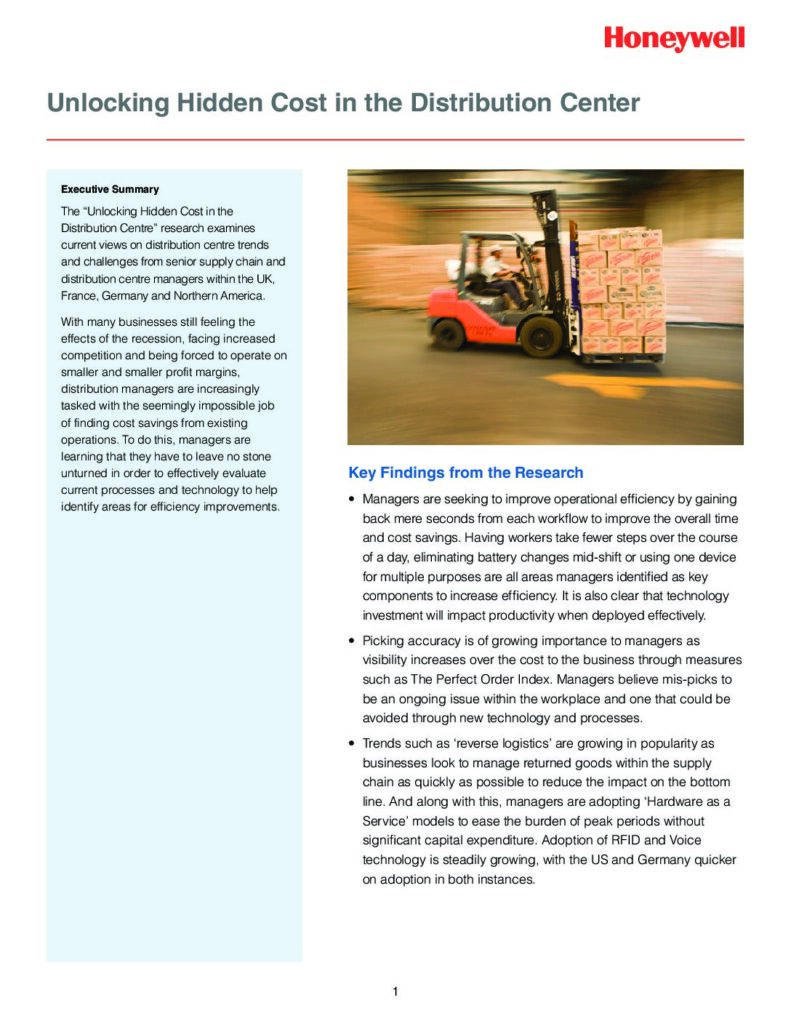 Honeywell
Unlocking Hidden Cost in the Distribution Center
Executive Summary
The “Unlocking Hidden Cost in the
Distribution Centre” research examines
current views on distribution centre trends
and challenges from senior supply chain and
distribution centre managers within the UK,
France, Germany and Northern America.
With many businesses still feeling the
effects of the recession, facing increased
competition and being forced to operate on
smaller and smaller profit margins,
distribution managers are increasingly
tasked with the seemingly impossible job
of finding cost savings from existing
operations. To do this, managers are
learning that they have to leave no stone
unturned in order to effectively evaluate
current processes and technology to help
identify areas for efficiency improvements.
Key Findings from the Research
• Managers are seeking to improve operational efficiency by gaining
back mere seconds from each workflow to improve the overall time
and cost savings. Having workers take fewer steps over the course
of a day, eliminating battery changes mid-shift or using one device
for multiple purposes are all areas managers identified as key
components to increase efficiency. It is also clear that technology
investment will impact productivity when deployed effectively.
• Picking accuracy is of growing importance to managers as
visibility increases over the cost to the business through measures
such as The Perfect Order Index. Managers believe mis-picks to
be an ongoing issue within the workplace and one that could be
avoided through new technology and processes.
• Trends such as ‘reverse logistics’ are growing in popularity as
businesses look to manage returned goods within the supply
chain as quickly as possible to reduce the impact on the bottom
line. And along with this, managers are adopting ‘Hardware as a
Service’ models to ease the burden of peak periods without
significant capital expenditure. Adoption of RFID and Voice
technology is steadily growing, with the US and Germany quicker
on adoption in both instances.
1